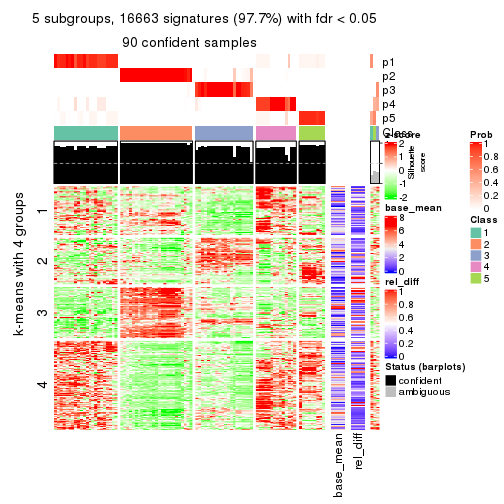 5 subgroups, 16663 signatures (97.7%) with fdr < 0.05
90 confident samples
p1
p2
p3
p4
p5
Class
z-score
2
1
0
-1
-2
Silhouette
score
base_mean
8
6
4
2
0
rel_diff
1
0.8
0.6
0.4
0.2
0
Status (barplots)
confident
ambiguous
Prob
1
0.8
0.6
0.4
0.2
0
Class
1
2
3
4
5
k-means with 4 groups
1
2
3
4
base_mean
rel_diff